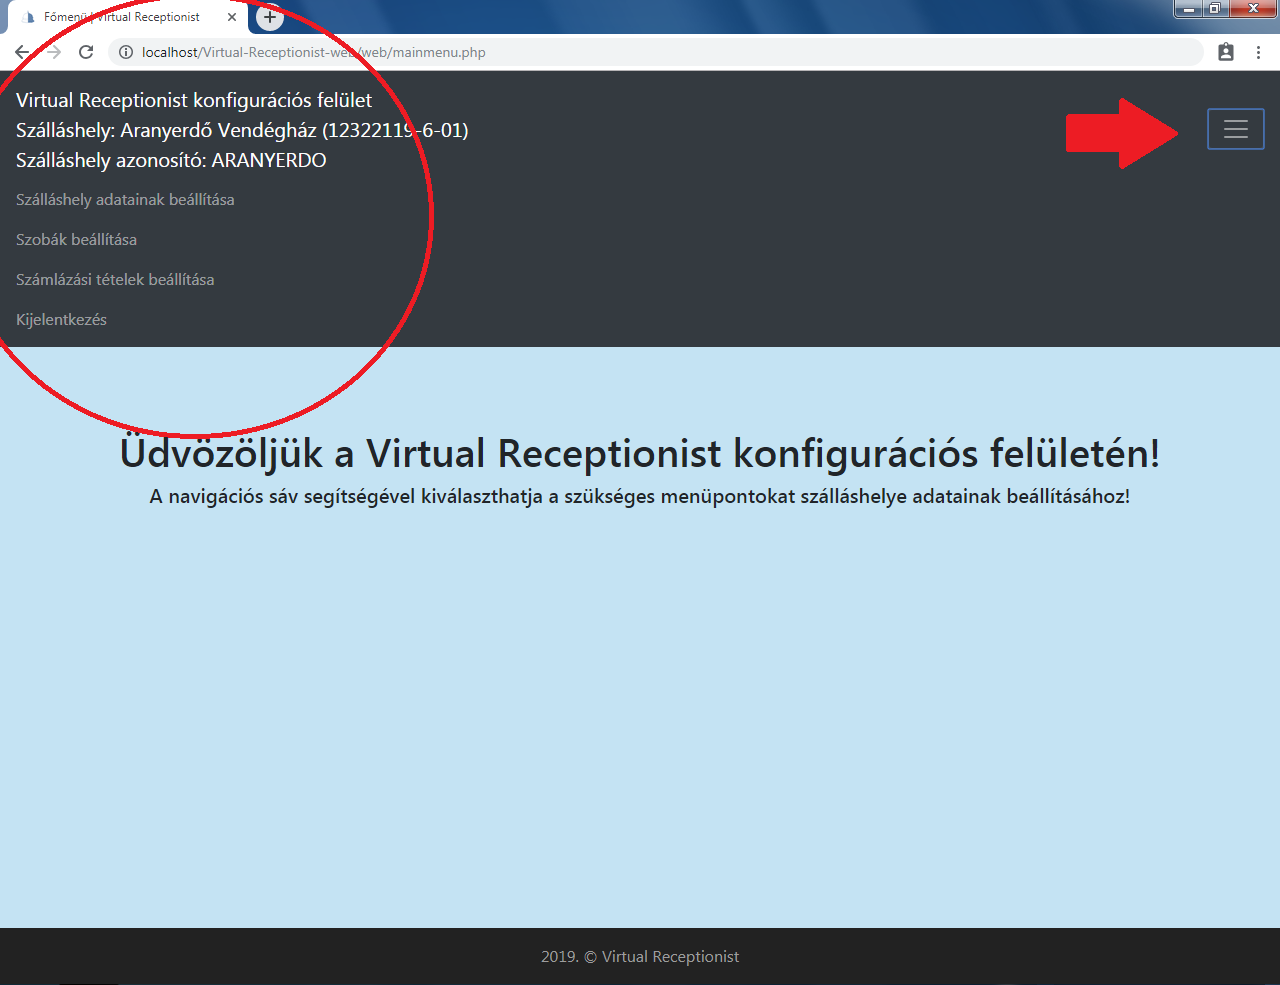 Főmenü | Virtual Receptionist
localhost/Virtual-Receptionist-web/web/mainmenu.php
Virtual Receptionist konfigurációs felület
Szálláshely: Aranyerdő Vendégház (12322119-6-01)
Szálláshely azonosító: ARANYERDO
Szálláshely adatainak beállítása
Szobák beállítása
Számlázási tételek beállítása
Kijelentkezés
Üdvözöljük a Virtual Receptionist konfigurációs felületén!
A navigációs sáv segítségével kiválaszthatja a szükséges menüpontokat szálláshelye adatainak beállításához!
2019. © Virtual Receptionist